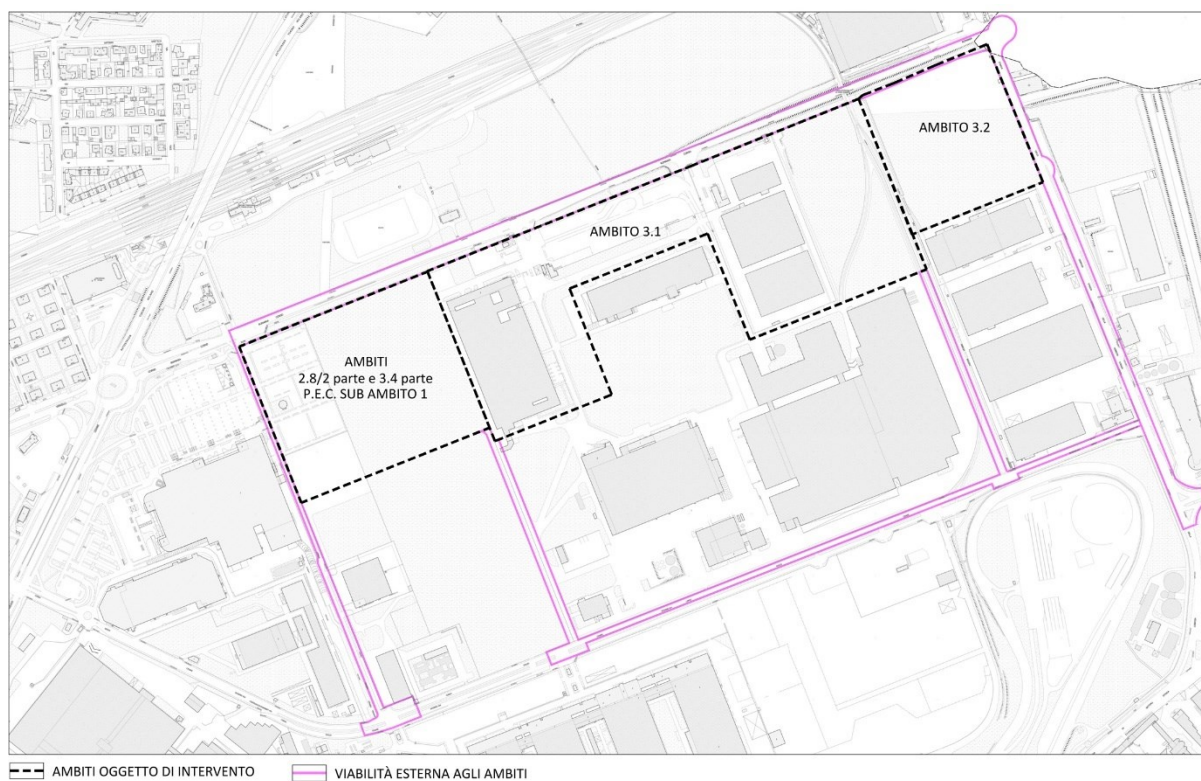 AMBITO 3.2
AMBITO 3.1
AMBITI
2.8/2 parte e 3.4 parte
P.E.C. SUB AMBITO 1
AMBITI OGGETTO DI INTERVENTO
VIABILITÀ ESTERNA AGLI AMBITI